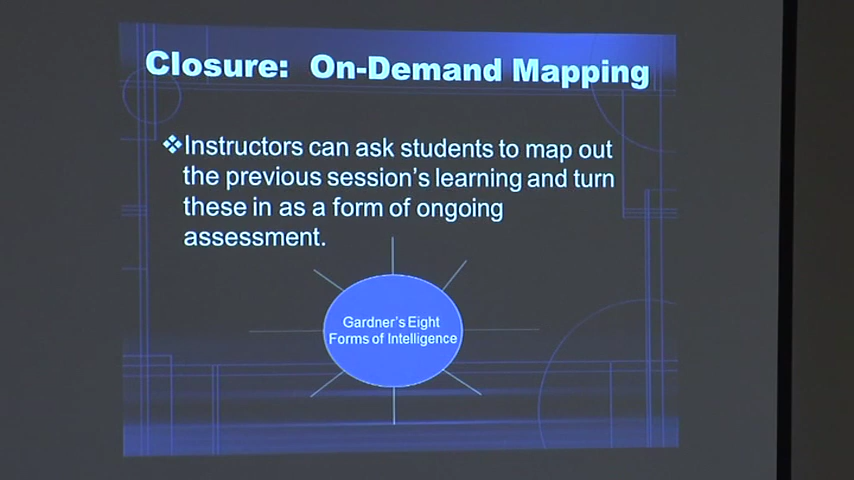 Closure: On-Demand Mapping
❖Instructors can ask students to map out
the previous session's learning and turn
these in as a form of ongoing
assessment.
Gardner's Eight
Forms of Intelligence